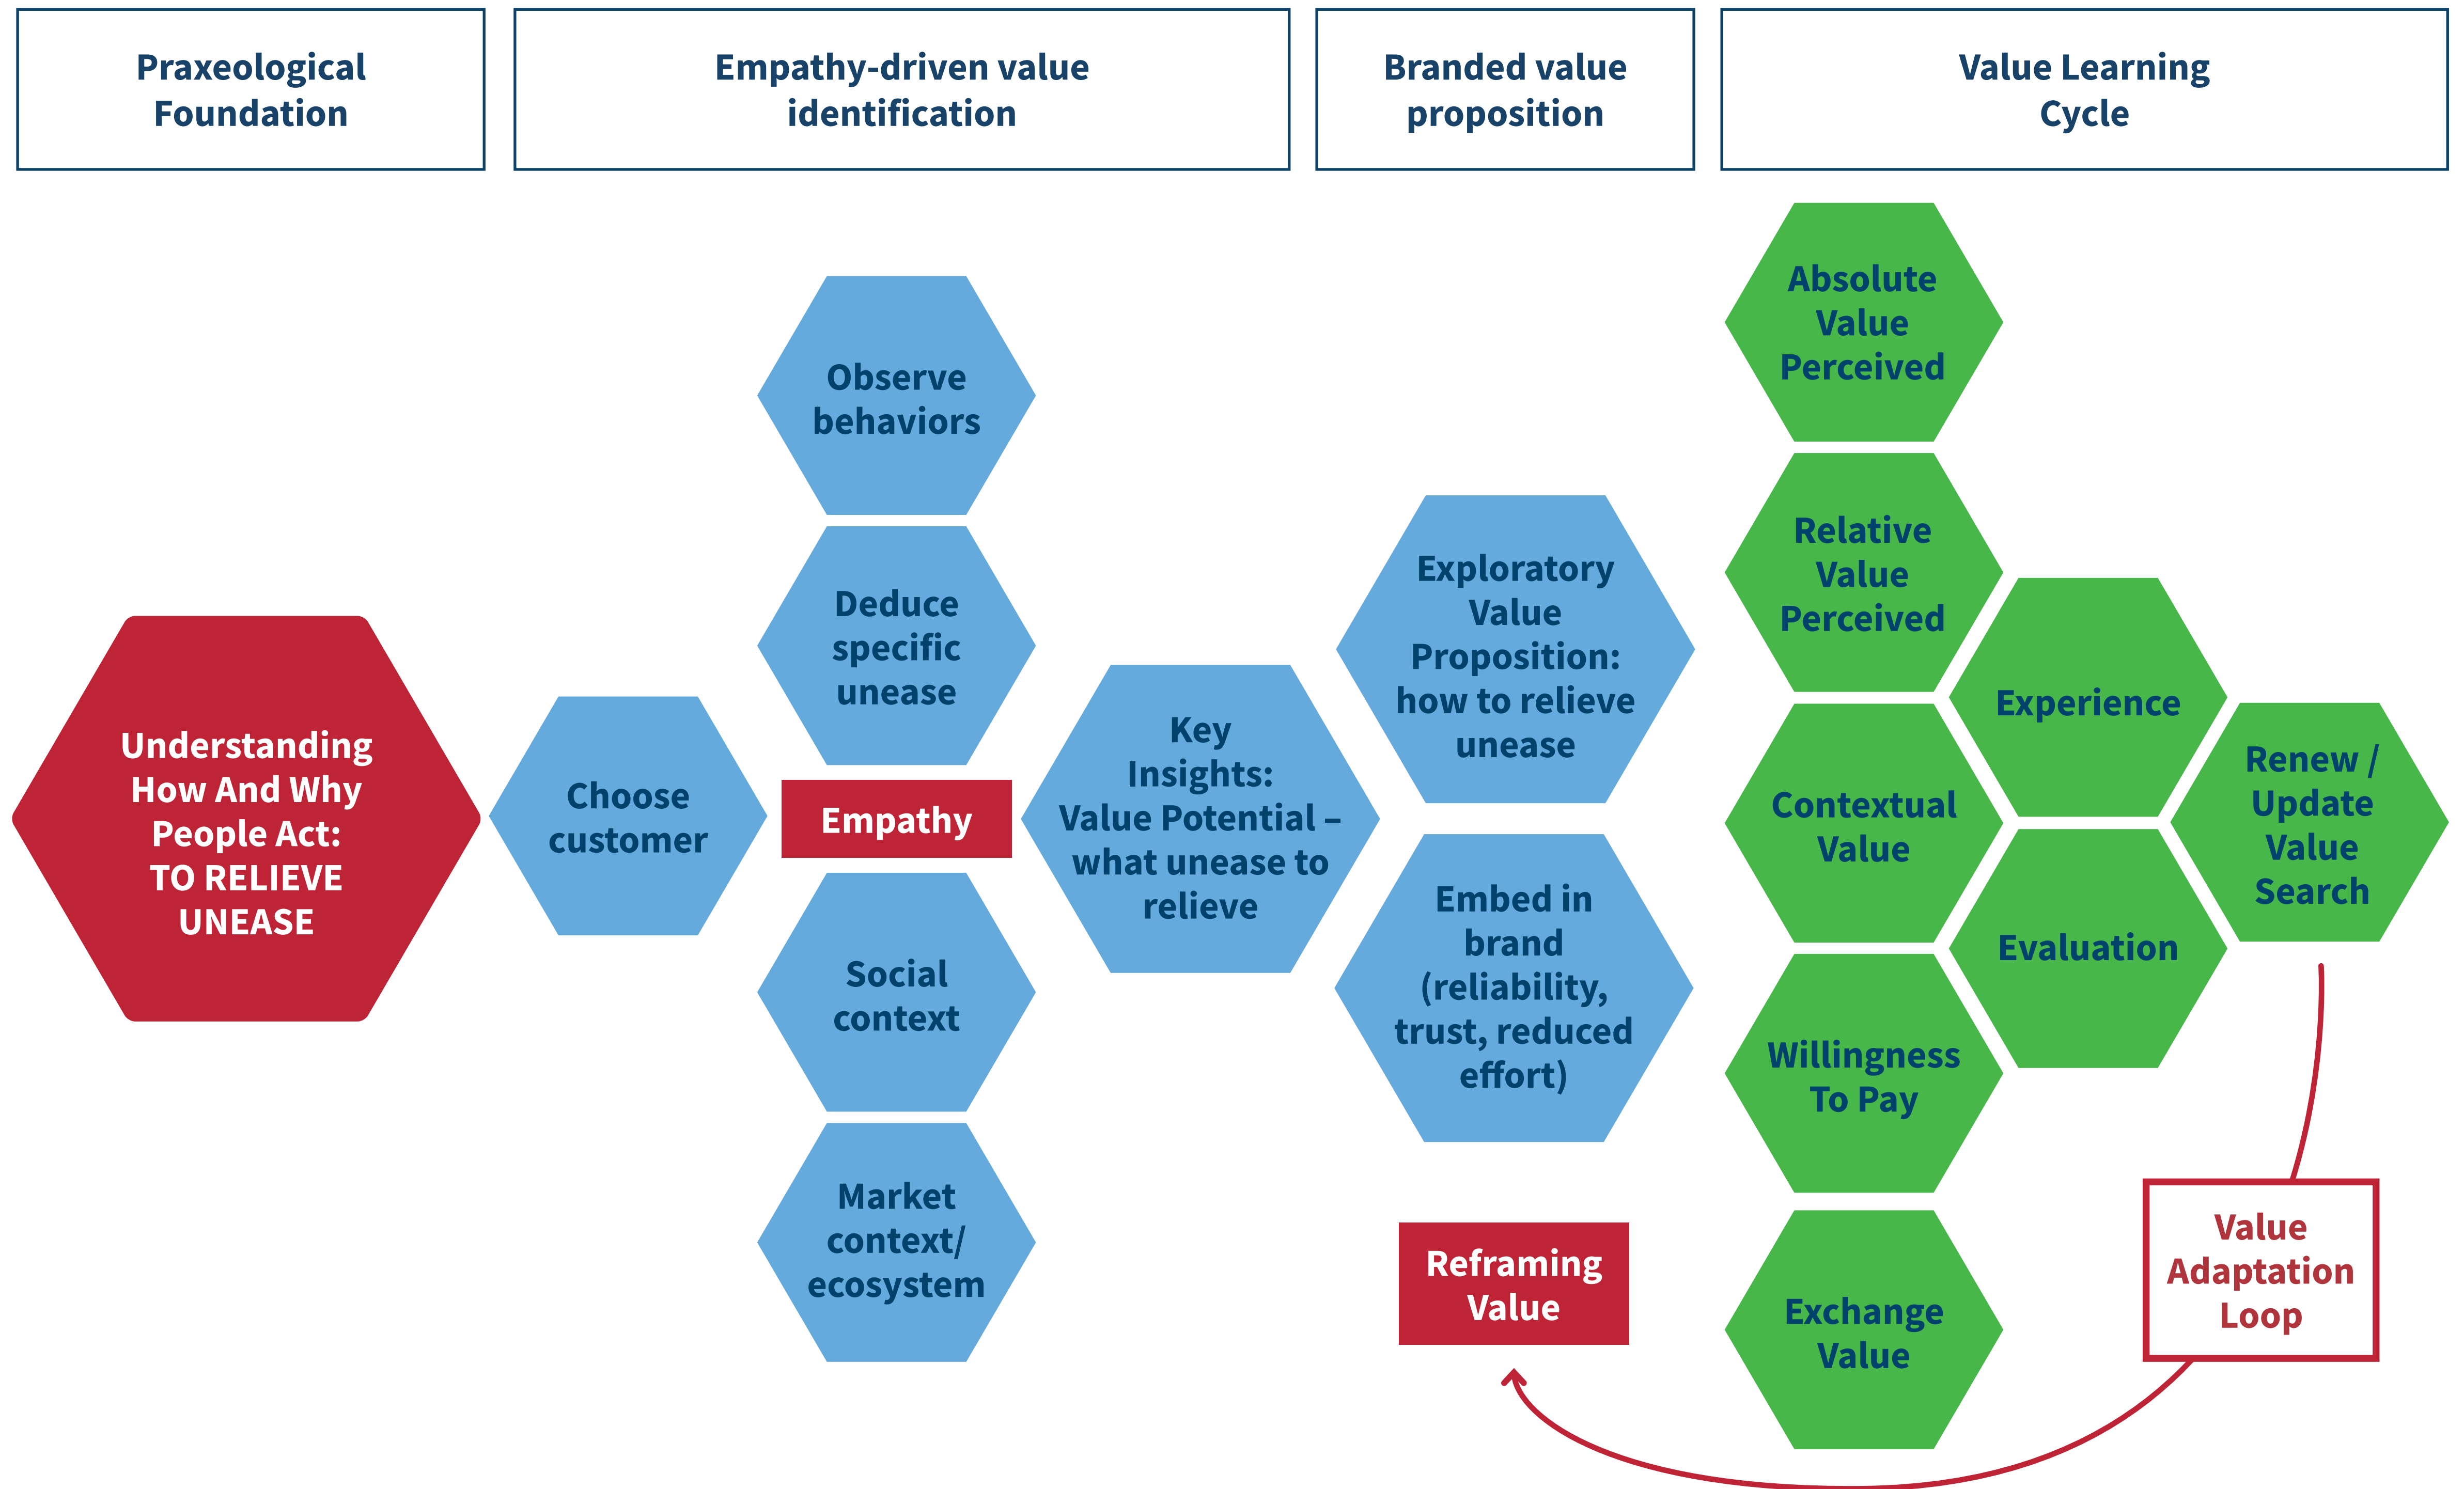 Praxeological
Foundation
Empathy-driven value
identification
Branded value
proposition
Value Learning
Cycle
Understanding
How And Why
People Act:
TO RELIEVE
UNEASE
Choose
customer
Observe
behaviors
Deduce
specific
unease
Empathy
Social
context
Market
context/
ecosystem
Key
Insights:
Value Potential –
what unease to
relieve
Exploratory
Value
Proposition:
how to relieve
unease
Embed in
brand
(reliability,
trust, reduced
effort)
Reframing
Value
Absolute
Value
Perceived
Relative
Value
Perceived
Contextual
Value
Willingness
To Pay
Exchange
Value
Experience
Evaluation
Renew /
Update
Value
Search
Value
Adaptation
Loop